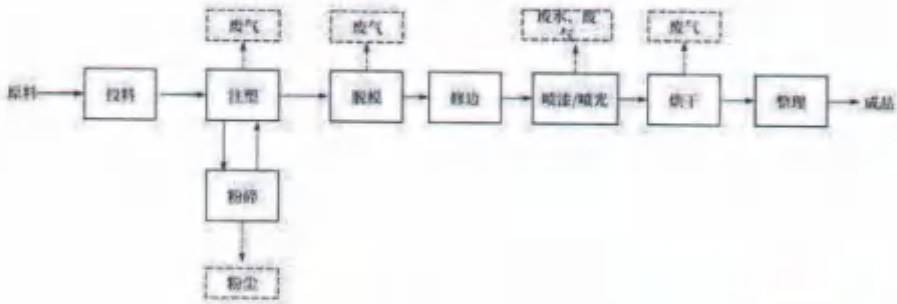 废气
废气
废水、废
气
废气
原料
投料
注塑
脱模
修边
喷漆/喷光
烘干
整理
成品
粉碎
粉尘